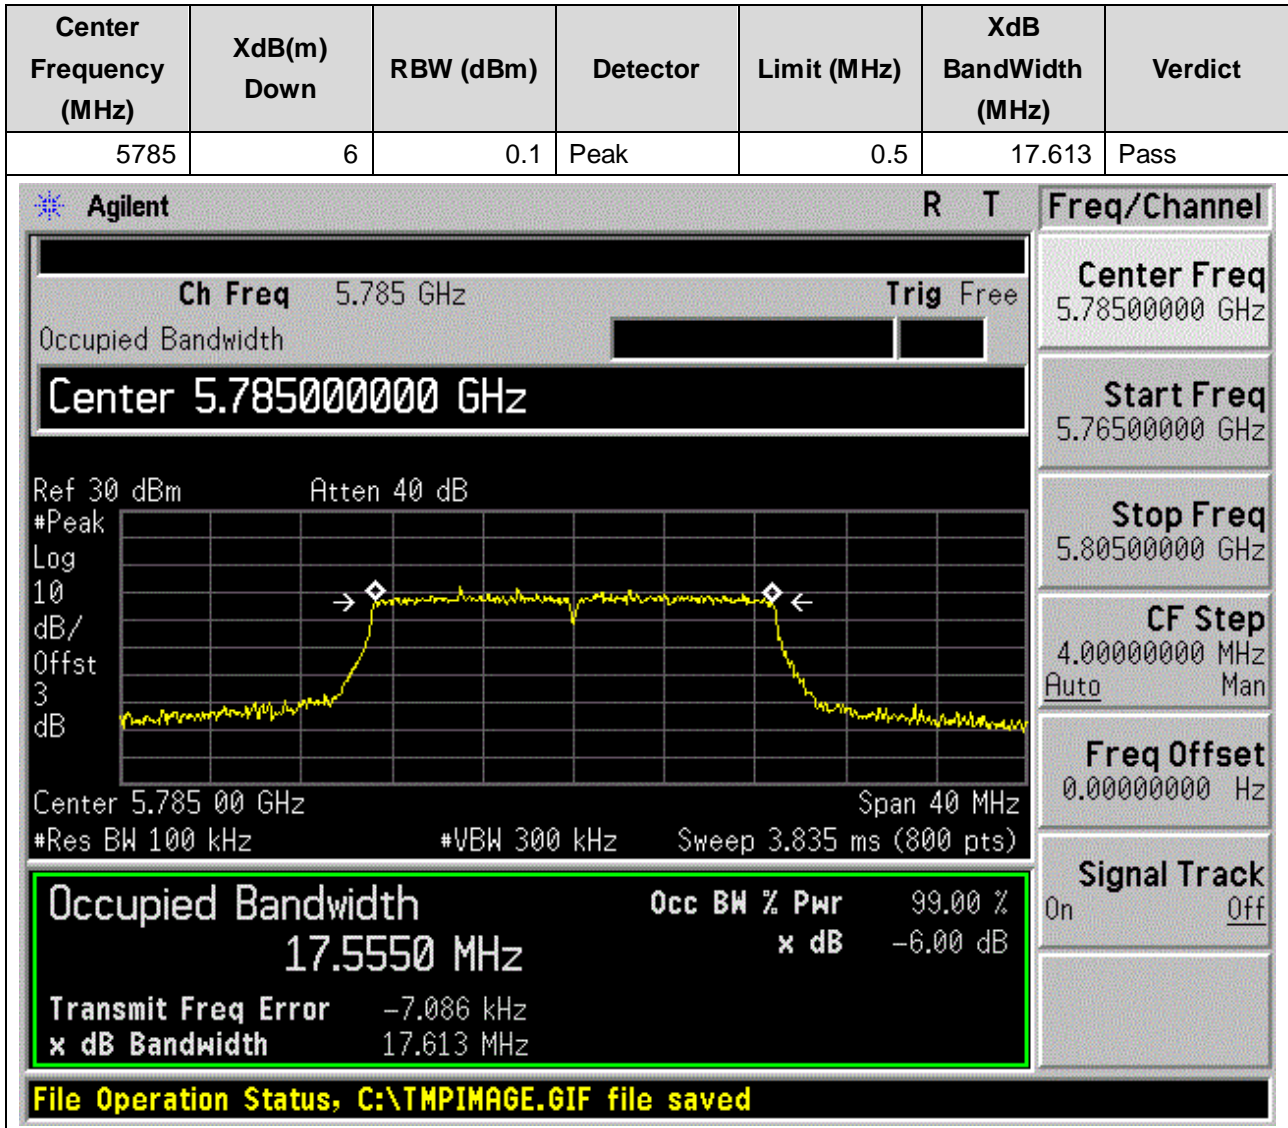 Center Frequency (MHz) XdB(m) Down RBW (dBm) Detector Limit (MHz) XdB BandWidth (MHz) Verdict
5785 6 0.1 Peak 0.5 17.613 Pass
Agilent R T Freq/Channel
Ch Freq 5.785 GHz Trig Free
Occupied Bandwidth
Center 5.785000000 GHz
Ref 30 dBm Atten 40 dB
#Peak
Log
10
dB/
Offst
3
dB
Center 5.785 00 GHz Span 40 MHz
#Res BW 100 kHz #VBW 300 kHz Sweep 3.835 ms (800 pts)
Occupied Bandwidth
17.5550 MHz
Occ BW % Pwr 99.00 %
x dB -6.00 dB
Transmit Freq Error -7.086 kHz
x dB Bandwidth 17.613 MHz
Center Freq
5.78500000 GHz
Start Freq
5.76500000 GHz
Stop Freq
5.80500000 GHz
CF Step
4.00000000 MHz
Auto Man
Freq Offset
0.00000000 Hz
Signal Track
On Off
File Operation Status, C:\TMPIMAGE.GIF file saved